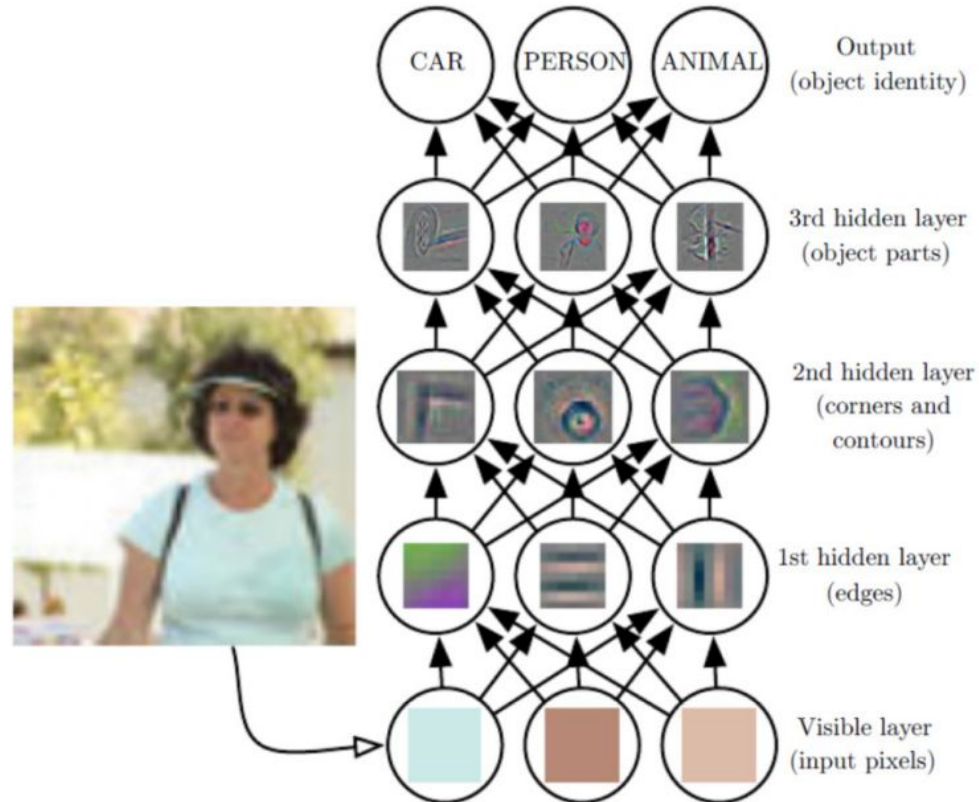 CAR
PERSON
ANIMAL
Output
(object identity)
3rd hidden layer
(object parts)
2nd hidden layer
(corners and
contours)
1st hidden layer
(edges)
Visible layer
(input pixels)